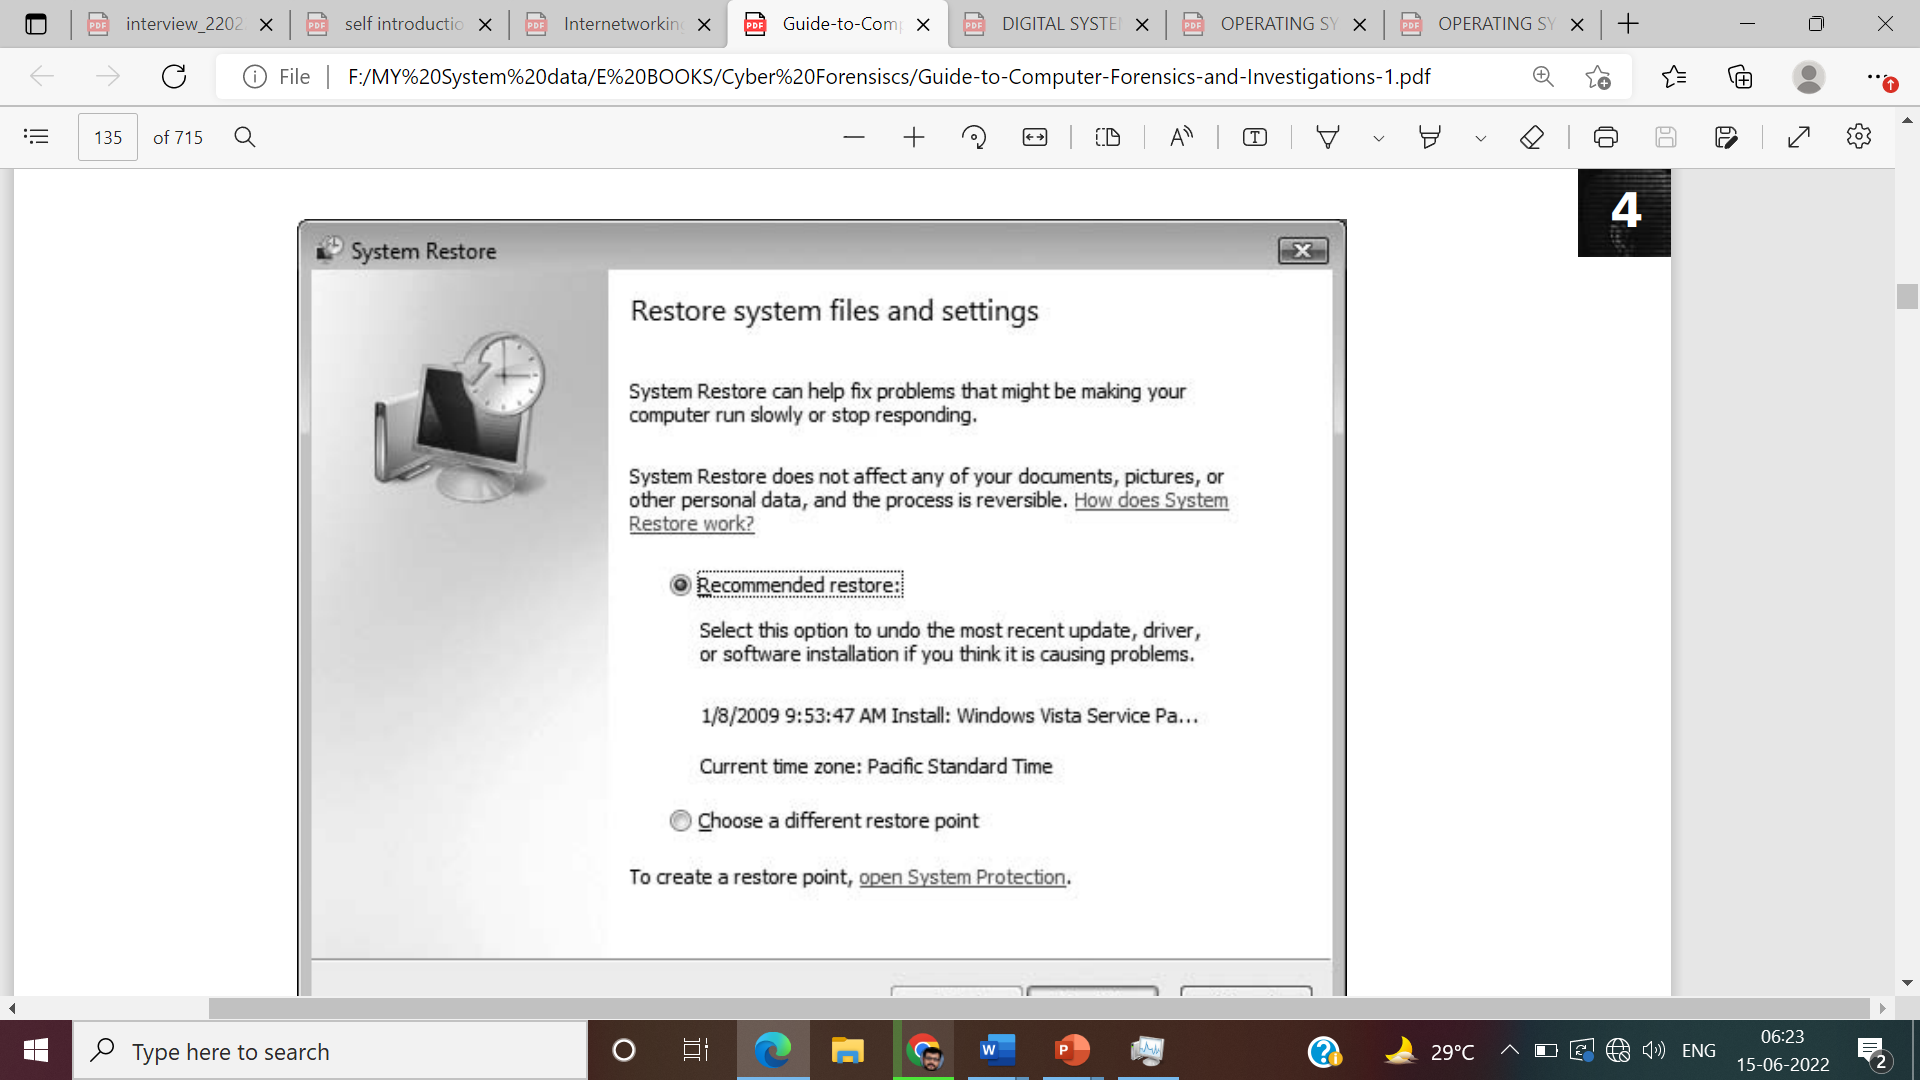 interview_2202
self introductio
Internetworking
Guide-to-Comp
DIGITAL SYSTE
OPERATING SY
OPERATING SY
File
F:/MY%20System%20data/E%20BOOKS/Cyber%20Forensiscs/Guide-to-Computer-Forensics-and-Investigations-1.pdf
135 of 715
4
System Restore
Restore system files and settings
System Restore can help fix problems that might be making your
computer run slowly or stop responding.
System Restore does not affect any of your documents, pictures, or
other personal data, and the process is reversible. How does System
Restore work?
Recommended restore:
Select this option to undo the most recent update, driver,
or software installation if you think it is causing problems.
1/8/2009 9:53:47 AM Install: Windows Vista Service Pa...
Current time zone: Pacific Standard Time
Choose a different restore point
To create a restore point, open System Protection.
Type here to search
29°C
ENG
06:23
15-06-2022
2